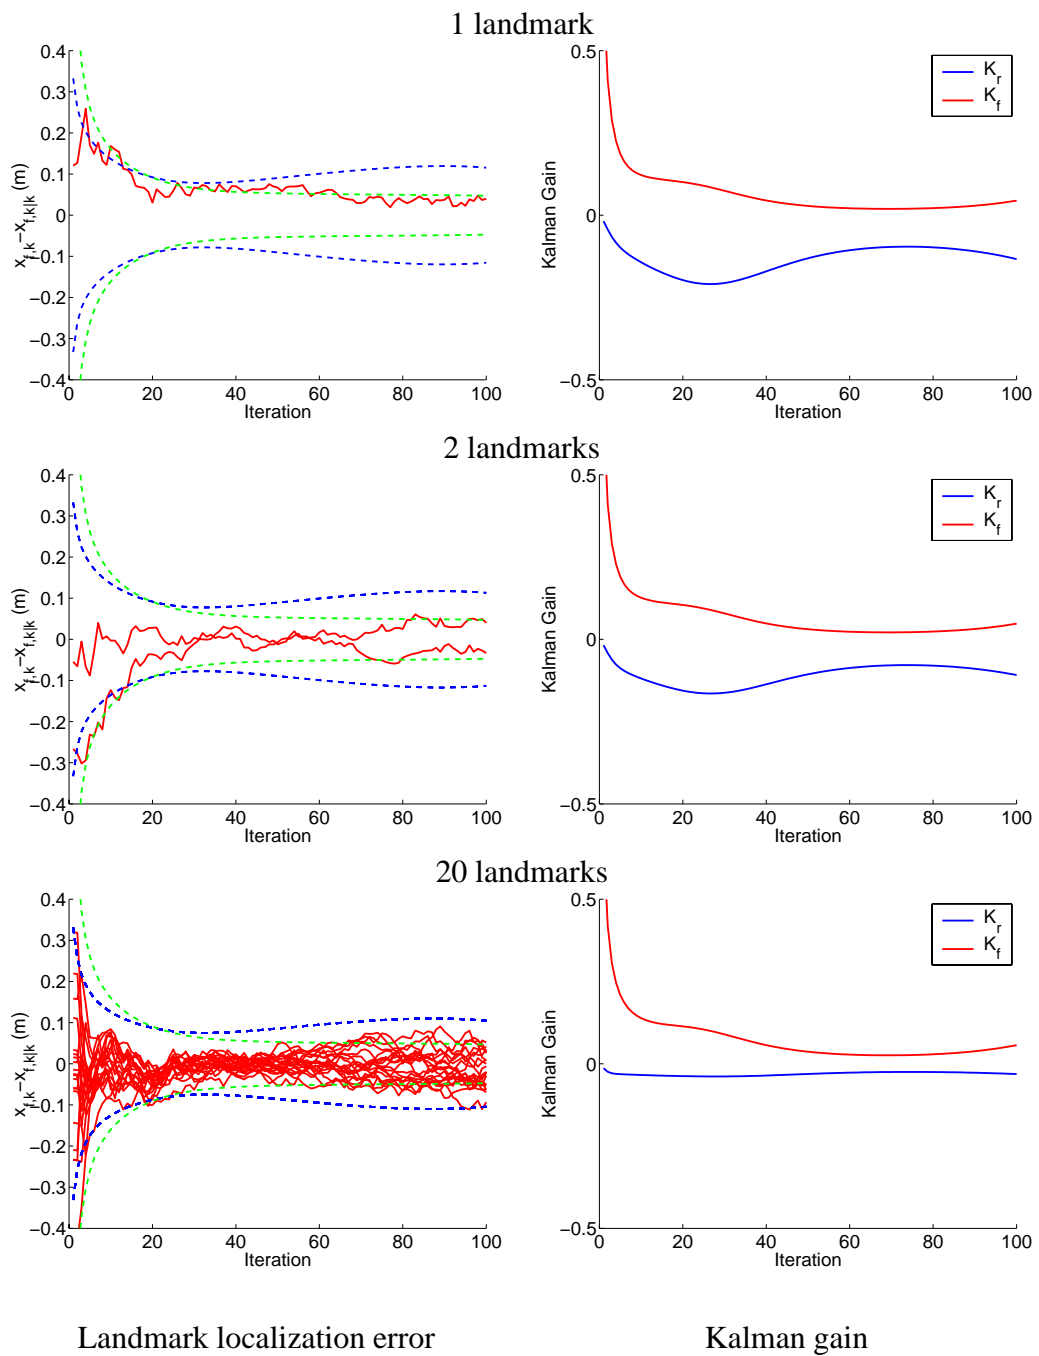 1 landmark
0.4
0.3
0.2
0.1
0
−0.1
−0.2
−0.3
−0.4
0 20 40 60 80 100
Iteration
x_{f,k}−x_{f,k|k} (m)
0.5
0
−0.5
0 20 40 60 80 100
Iteration
Kalman Gain
K_r
K_f
2 landmarks
0.4
0.3
0.2
0.1
0
−0.1
−0.2
−0.3
−0.4
0 20 40 60 80 100
Iteration
x_{f,k}−x_{f,k|k} (m)
0.5
0
−0.5
0 20 40 60 80 100
Iteration
Kalman Gain
K_r
K_f
20 landmarks
0.4
0.3
0.2
0.1
0
−0.1
−0.2
−0.3
−0.4
0 20 40 60 80 100
Iteration
x_{f,k}−x_{f,k|k} (m)
0.5
0
−0.5
0 20 40 60 80 100
Iteration
Kalman Gain
K_r
K_f
Landmark localization error
Kalman gain